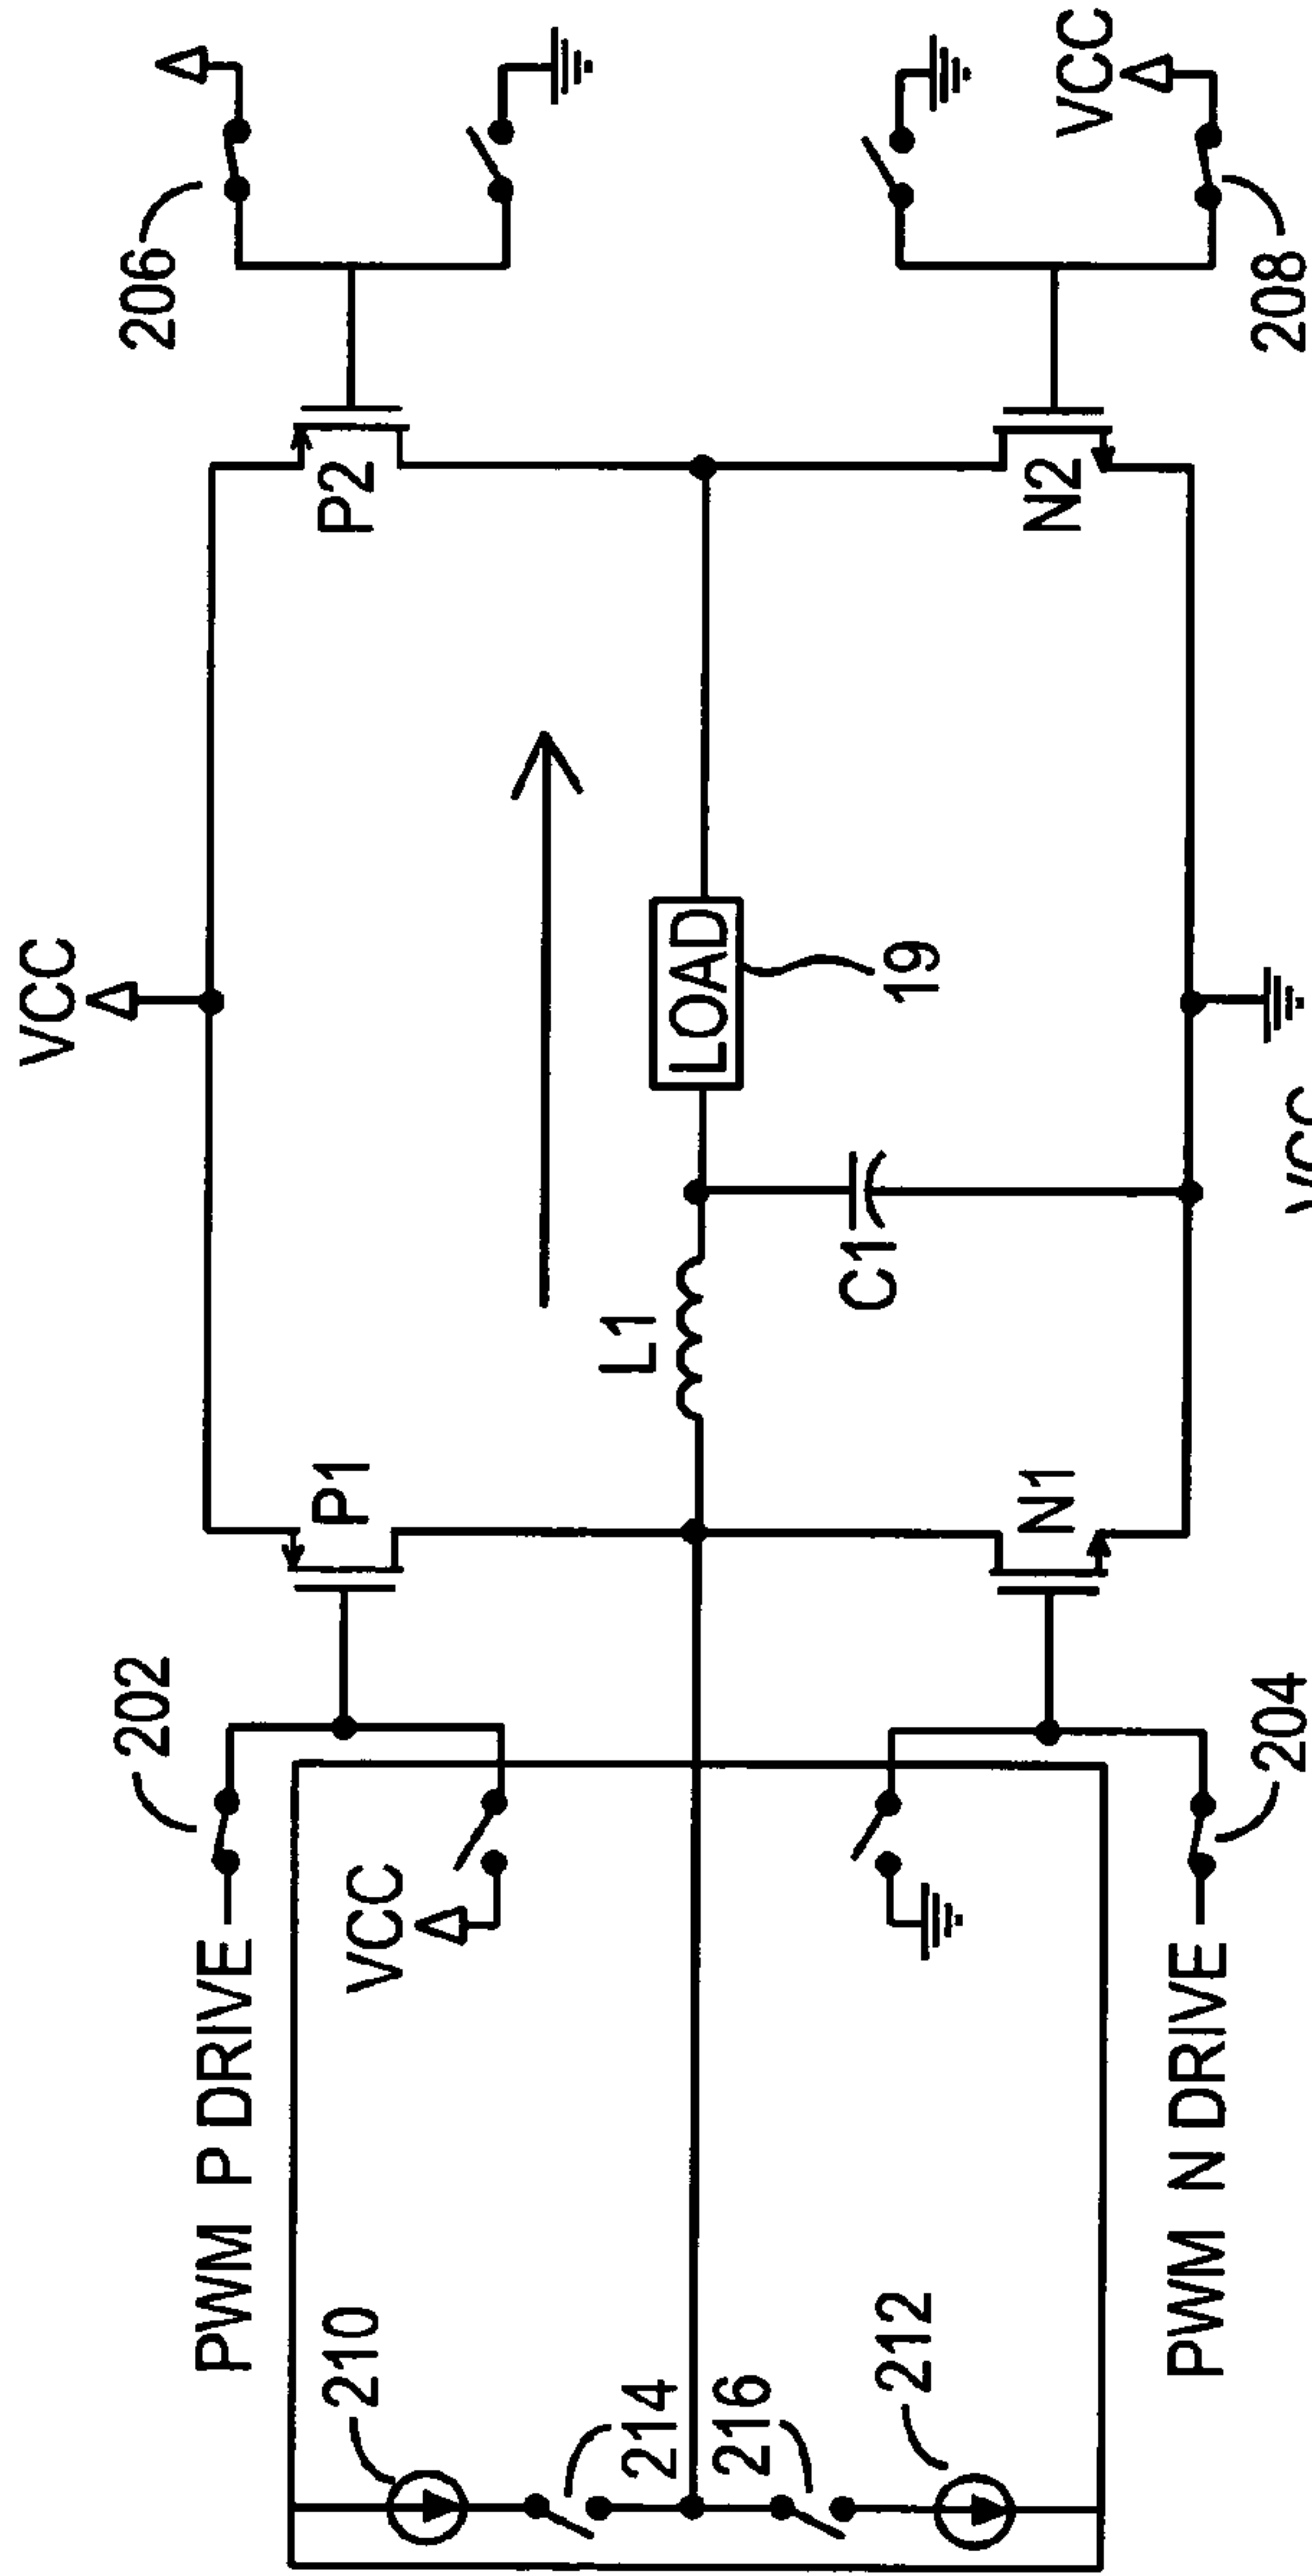 VCC
202
206
PWM P DRIVE
210
VCC
P1
P2
L1
214
LOAD
216
C1
19
212
N1
N2
VCC
PWM N DRIVE
204
208
VCC